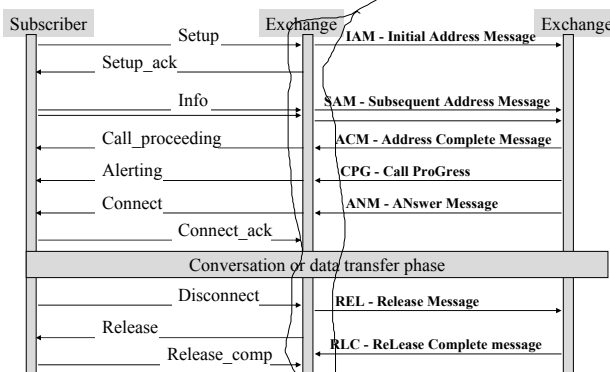 Subscriber Exchange Exchange
Setup IAM - Initial Address Message
Setup_ack
Info SAM - Subsequent Address Message
Call_proceeding ACM - Address Complete Message
Alerting CPG - Call ProGress
Connect ANM - ANswer Message
Connect_ack
Conversation or data transfer phase
Disconnect REL - Release Message
Release
RLC - ReLease Complete message
Release_comp